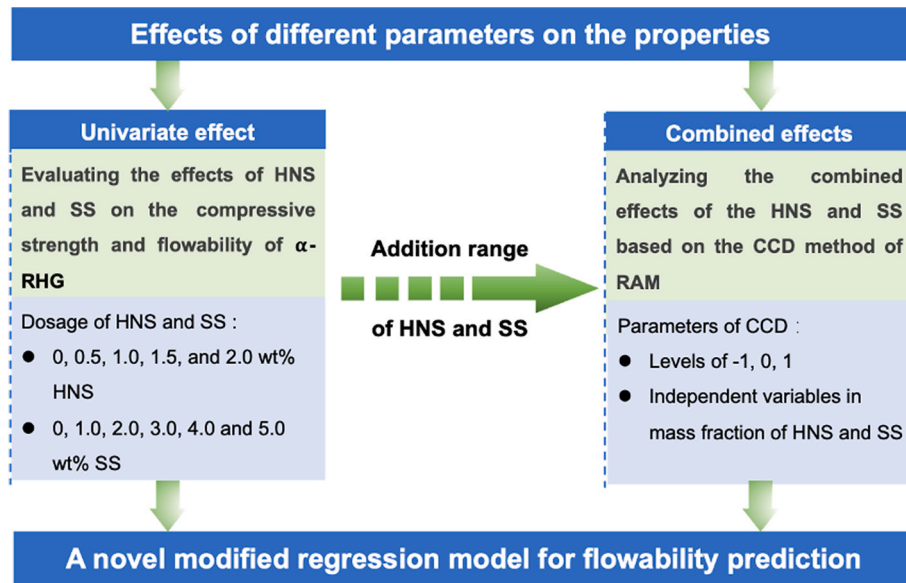 Effects of different parameters on the properties
Univariate effect
Evaluating the effects of HNS
and SS on the compressive
strength and flowability of α-
RHG
Dosage of HNS and SS :
● 0, 0.5, 1.0, 1.5, and 2.0 wt%
HNS
● 0, 1.0, 2.0, 3.0, 4.0 and 5.0
wt% SS
Addition range
of HNS and SS
Combined effects
Analyzing the combined
effects of the HNS and SS
based on the CCD method of
RAM
Parameters of CCD :
● Levels of -1, 0, 1
● Independent variables in
mass fraction of HNS and SS
A novel modified regression model for flowability prediction